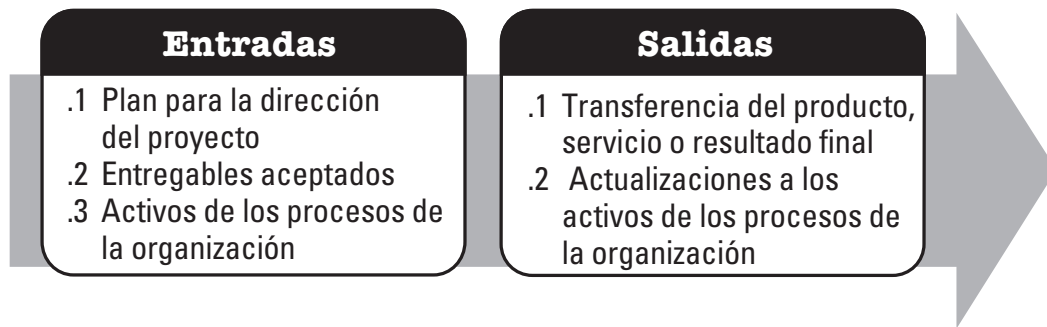 Entradas
.1 Plan para la dirección
del proyecto
.2 Entregables aceptados
.3 Activos de los procesos de
la organización
Salidas
.1 Transferencia del producto,
servicio o resultado final
.2 Actualizaciones a los
activos de los procesos de
la organización